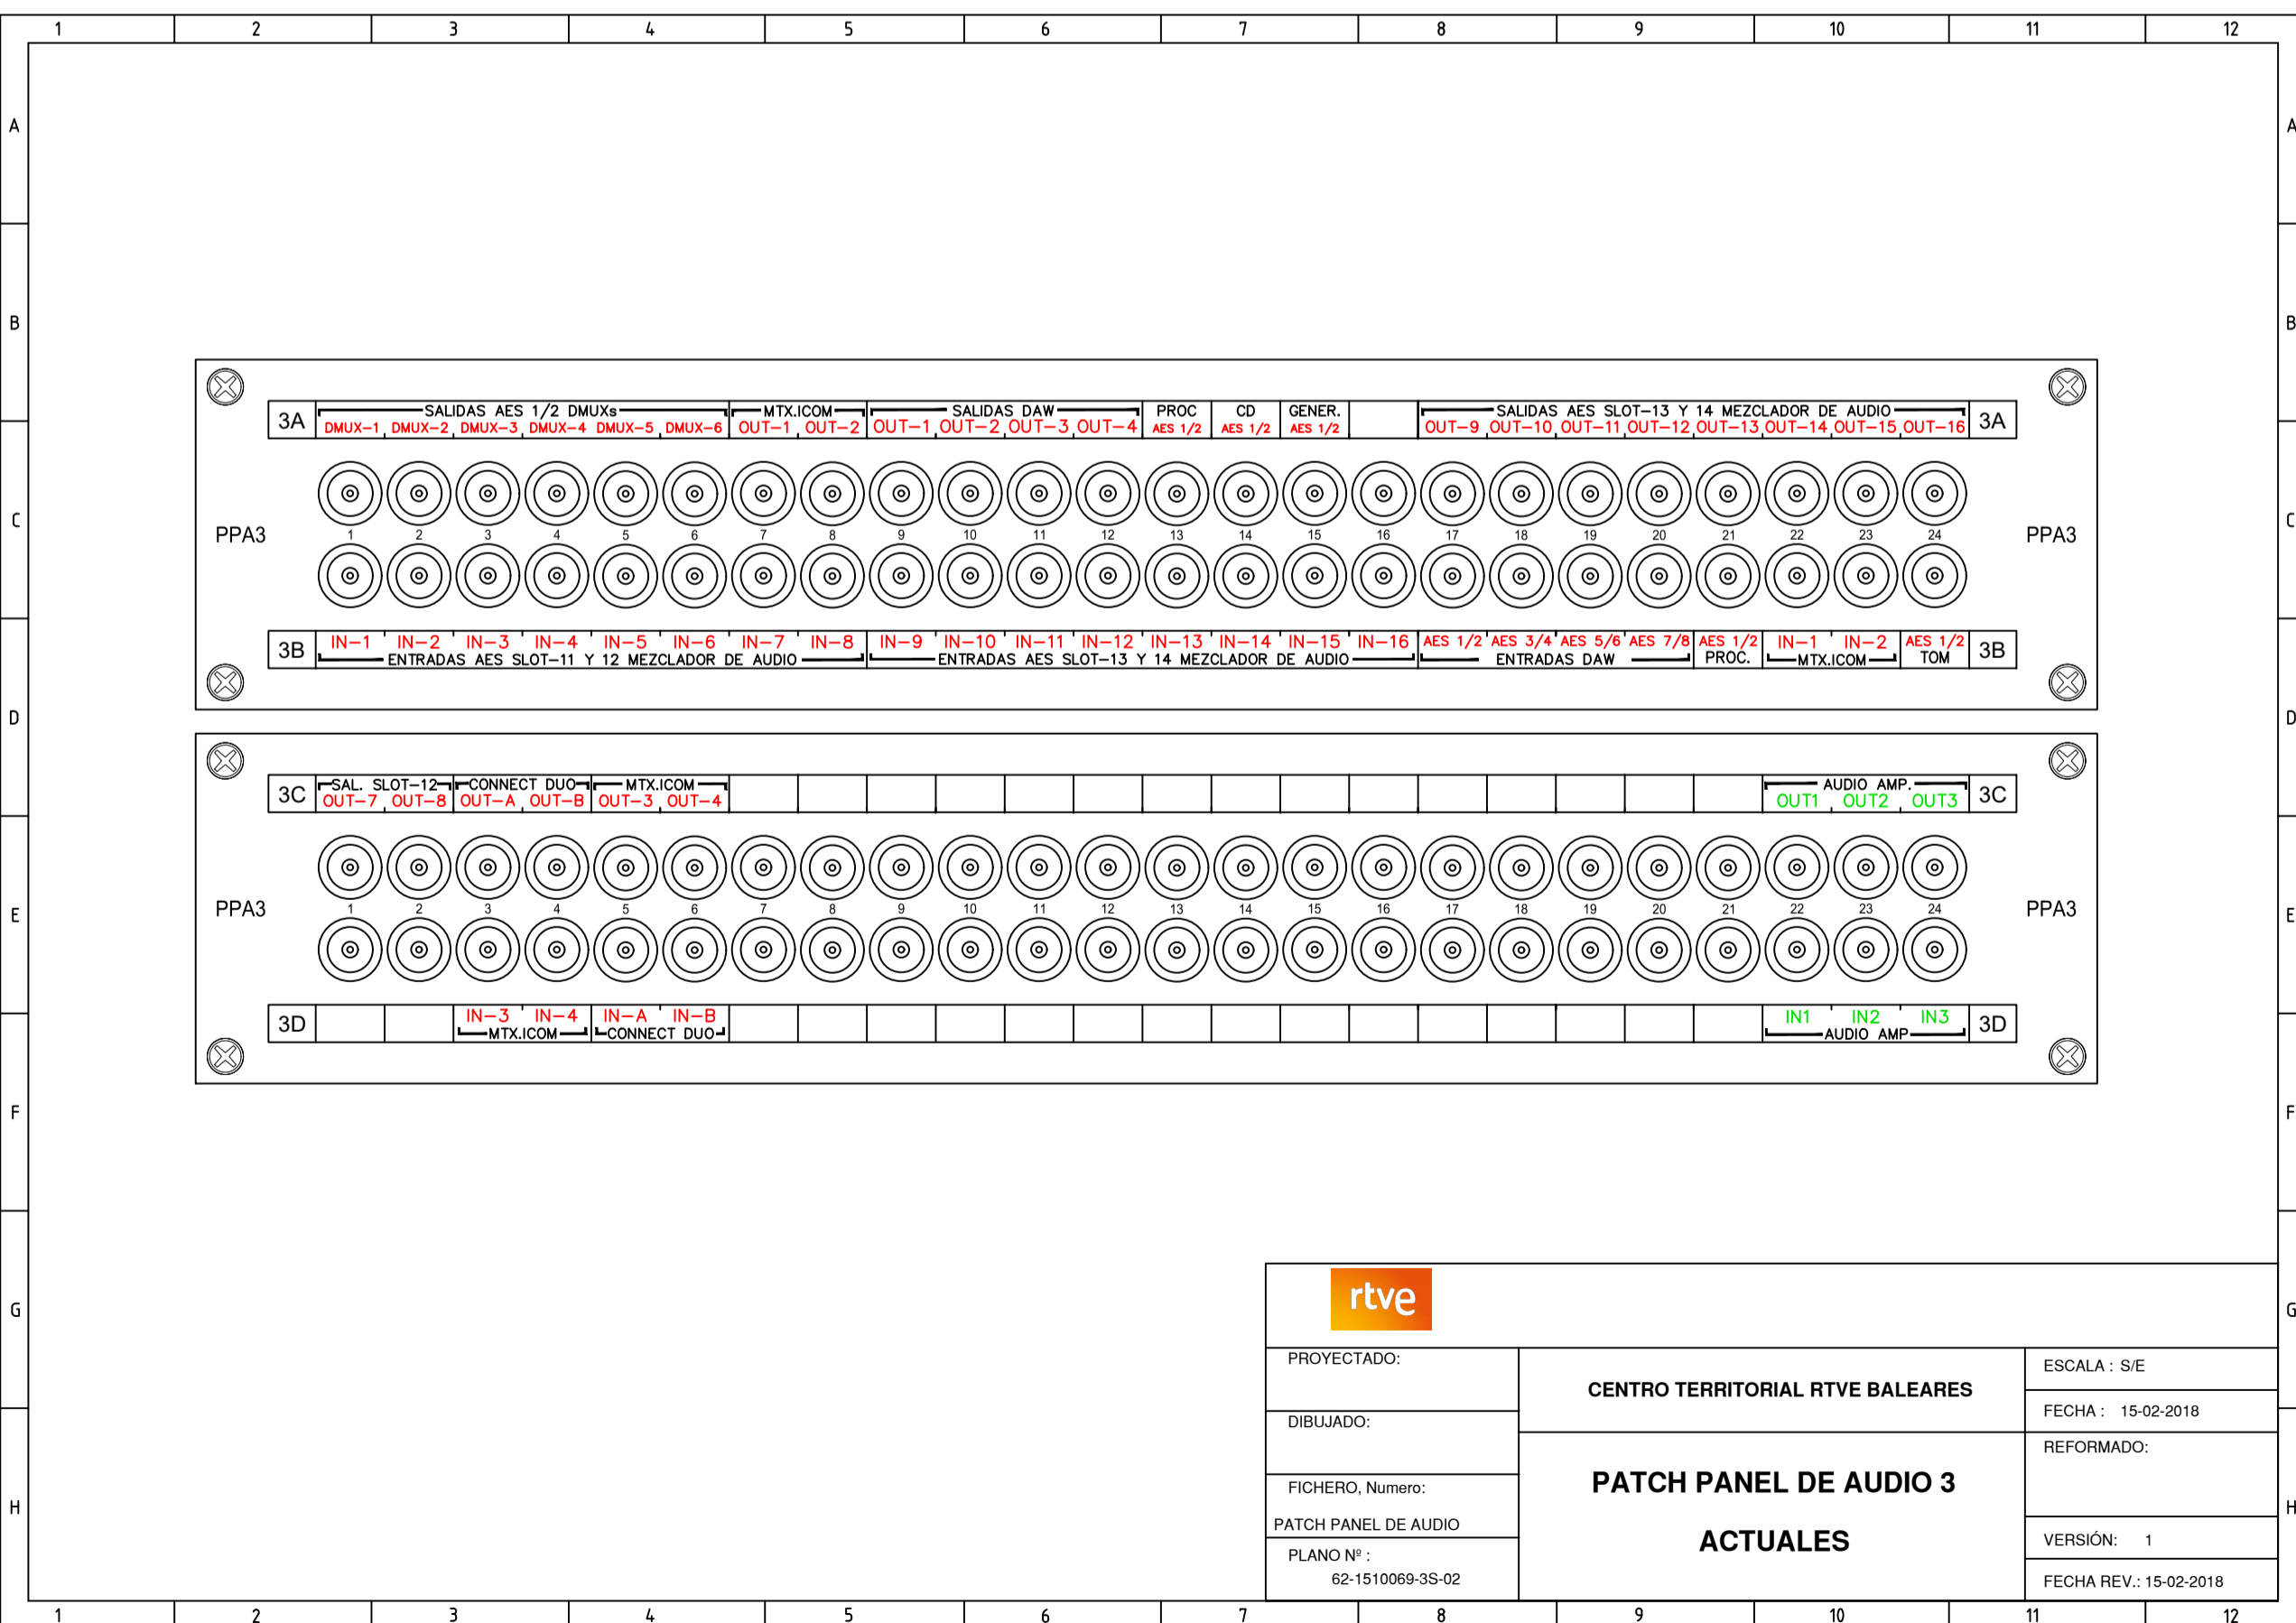 1 2 3 4 5 6 7 8 9 10 11 12
A A
B B
3A SALIDAS AES 1/2 DMUXs MTX.ICOM SALIDAS DAW PROC CD GENER. SALIDAS AES SLOT-13 Y 14 MEZCLADOR DE AUDIO 3A
DMUX-1 DMUX-2 DMUX-3 DMUX-4 DMUX-5 DMUX-6 OUT-1 OUT-2 OUT-1 OUT-2 OUT-3 OUT-4 AES 1/2 AES 1/2 AES 1/2 OUT-9 OUT-10 OUT-11 OUT-12 OUT-13 OUT-14 OUT-15 OUT-16
C C
PPA3 1 2 3 4 5 6 7 8 9 10 11 12 13 14 15 16 17 18 19 20 21 22 23 24 PPA3
3B IN-1 IN-2 IN-3 IN-4 IN-5 IN-6 IN-7 IN-8 IN-9 IN-10 IN-11 IN-12 IN-13 IN-14 IN-15 IN-16 AES 1/2 AES 3/4 AES 5/6 AES 7/8 AES 1/2 IN-1 IN-2 AES 1/2 3B
ENTRADAS AES SLOT-11 Y 12 MEZCLADOR DE AUDIO ENTRADAS AES SLOT-13 Y 14 MEZCLADOR DE AUDIO ENTRADAS DAW PROC. MTX.ICOM TOM
D D
3C SAL. SLOT-12 CONNECT DUO MTX.ICOM AUDIO AMP. 3C
OUT-7 OUT-8 OUT-A OUT-B OUT-3 OUT-4 OUT1 OUT2 OUT3
E E
PPA3 1 2 3 4 5 6 7 8 9 10 11 12 13 14 15 16 17 18 19 20 21 22 23 24 PPA3
3D IN-3 IN-4 IN-A IN-B IN1 IN2 IN3 3D
MTX.ICOM CONNECT DUO AUDIO AMP
F F
G G
rtve
PROYECTADO:
CENTRO TERRITORIAL RTVE BALEARES
ESCALA : S/E
DIBUJADO:
FECHA : 15-02-2018
REFORMADO:
FICHERO, Numero:
PATCH PANEL DE AUDIO
PATCH PANEL DE AUDIO 3
ACTUALES
H H
VERSIÓN: 1
PLANO Nº :
62-1510069-3S-02
FECHA REV.: 15-02-2018
1 2 3 4 5 6 7 8 9 10 11 12